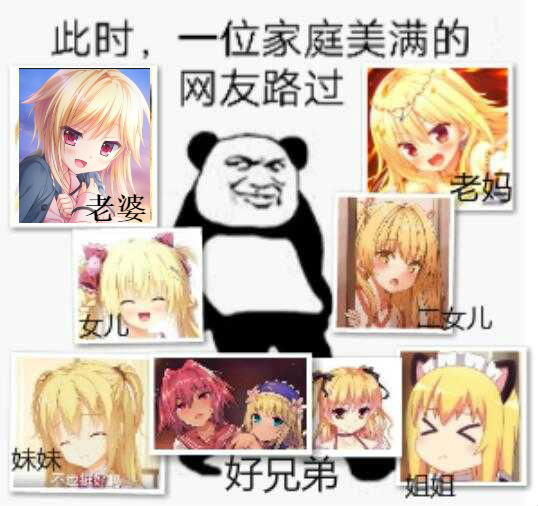 此时，一位家庭美满的
网友路过
老婆
老妈
女儿
二女儿
妹妹
好兄弟
姐姐